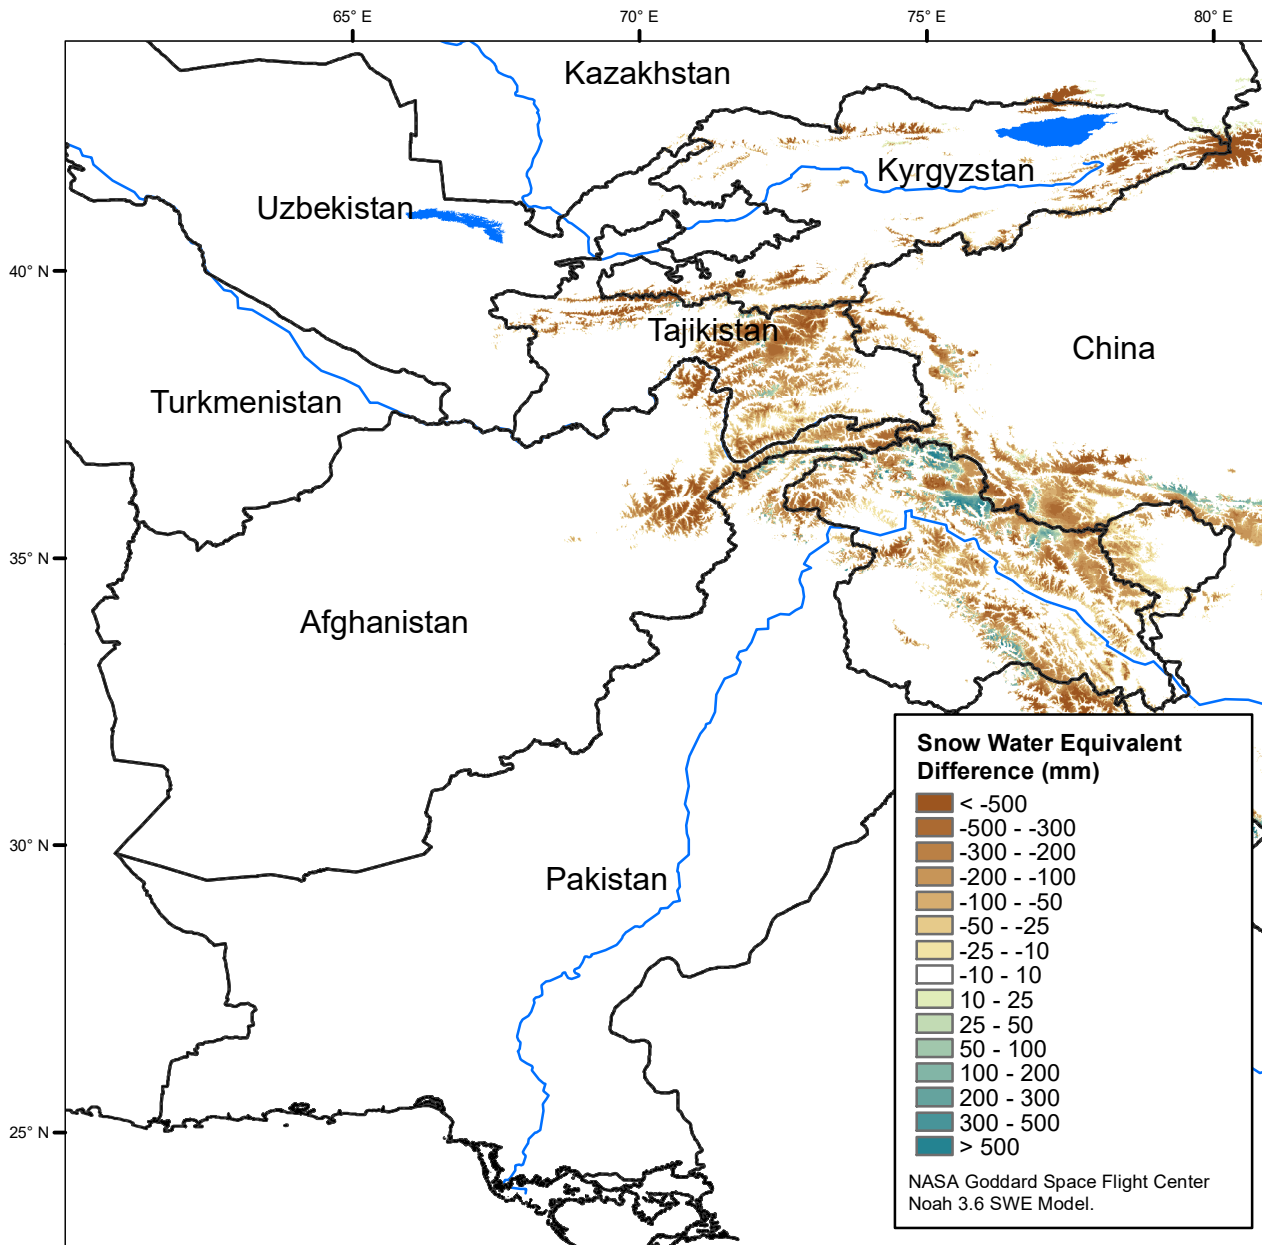 65° E
70° E
75° E
80° E
Kazakhstan
Kyrgyzstan
Uzbekistan
40° N
Tajikistan
China
Turkmenistan
35° N
Afghanistan
30° N
Pakistan
25° N
Snow Water Equivalent
Difference (mm)
< -500
-500 - -300
-300 - -200
-200 - -100
-100 - -50
-50 - -25
-25 - -10
-10 - 10
10 - 25
25 - 50
50 - 100
100 - 200
200 - 300
300 - 500
> 500
NASA Goddard Space Flight Center
Noah 3.6 SWE Model.